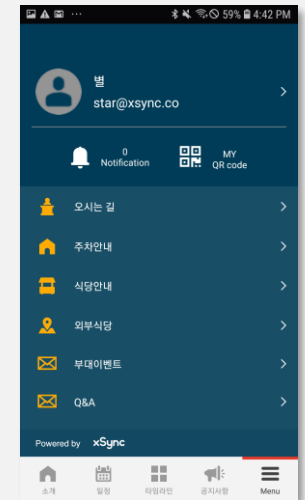 59% 4:42 PM
별
star@xsync.co
0
Notification
MY
QR code
오시는 길
주차안내
식당안내
외부식당
부대이벤트
Q&A
Powered by xSync
소개
일정
타임라인
공지사항
Menu